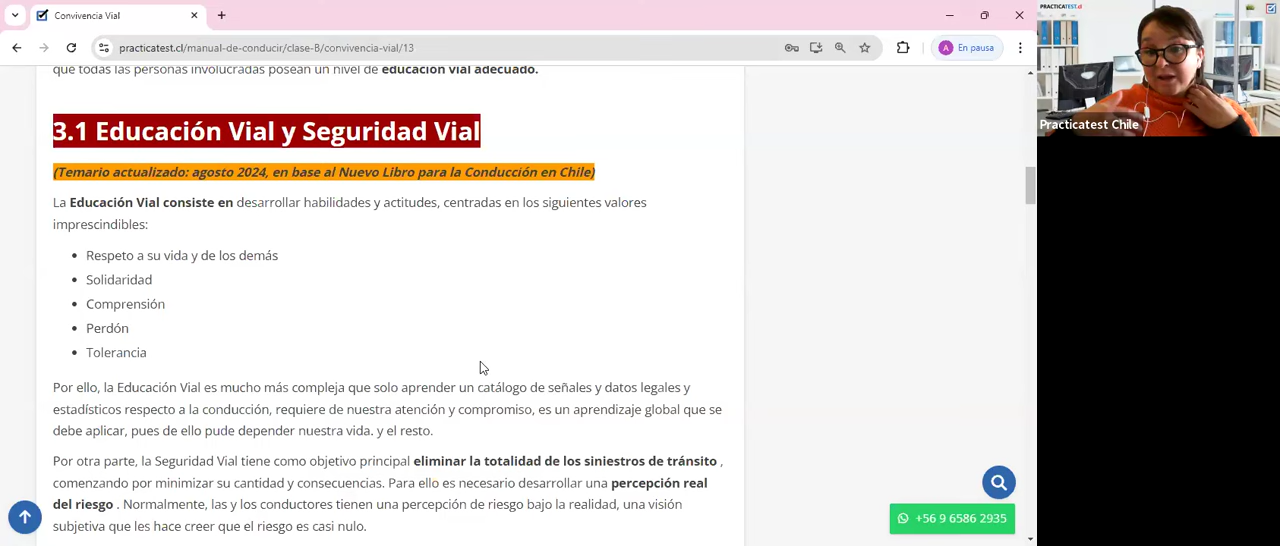 Convivencia Vial
practicatest.cl/manual-de-conducir/clase-B/convivencia-vial/13
A
En pausa
PRACTICATEST.cl
Practicatest Chile
que todas las personas involucradas posean un nivel de educación vial adecuado.
3.1 Educación Vial y Seguridad Vial
(Temario actualizado: agosto 2024, en base al Nuevo Libro para la Conducción en Chile)
La Educación Vial consiste en desarrollar habilidades y actitudes, centradas en los siguientes valores
imprescindibles:
• Respeto a su vida y de los demás
• Solidaridad
• Comprensión
• Perdón
• Tolerancia
Por ello, la Educación Vial es mucho más compleja que solo aprender un catálogo de señales y datos legales y
estadísticos respecto a la conducción, requiere de nuestra atención y compromiso, es un aprendizaje global que se
debe aplicar, pues de ello pude depender nuestra vida. y el resto.
Por otra parte, la Seguridad Vial tiene como objetivo principal eliminar la totalidad de los siniestros de tránsito ,
comenzando por minimizar su cantidad y consecuencias. Para ello es necesario desarrollar una percepción real
del riesgo . Normalmente, las y los conductores tienen una percepción de riesgo bajo la realidad, una visión
subjetiva que les hace creer que el riesgo es casi nulo.
+56 9 6586 2935